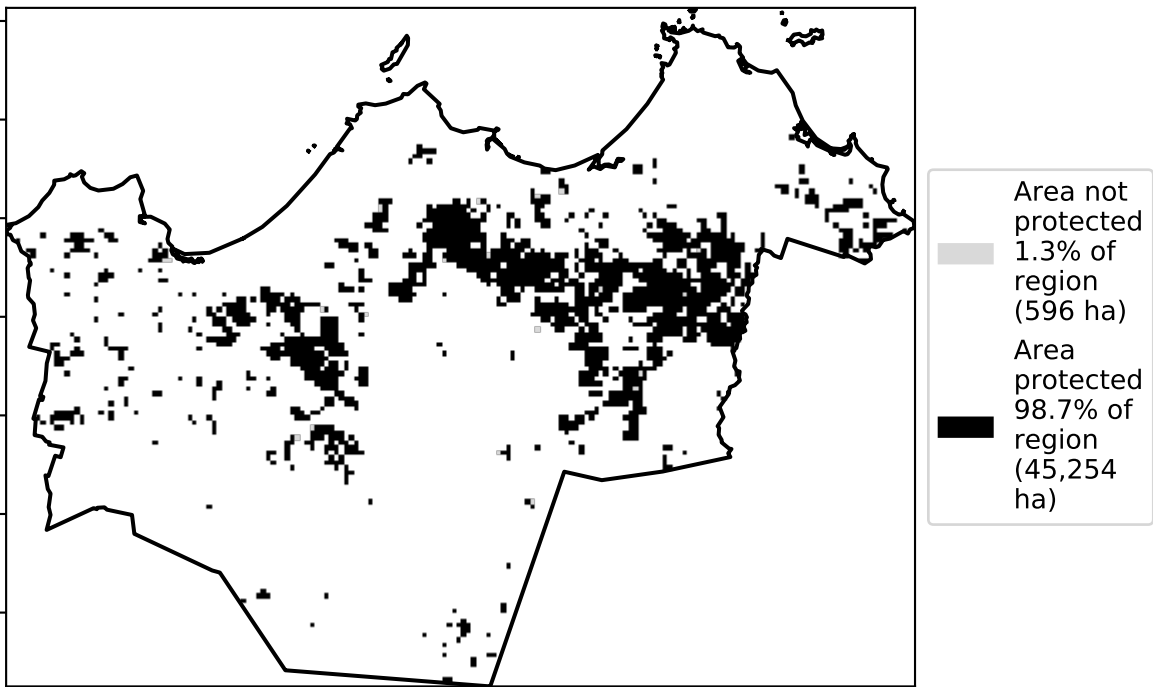 Area not
protected
1.3% of
region
(596 ha)
Area
protected
98.7% of
region
(45,254
ha)